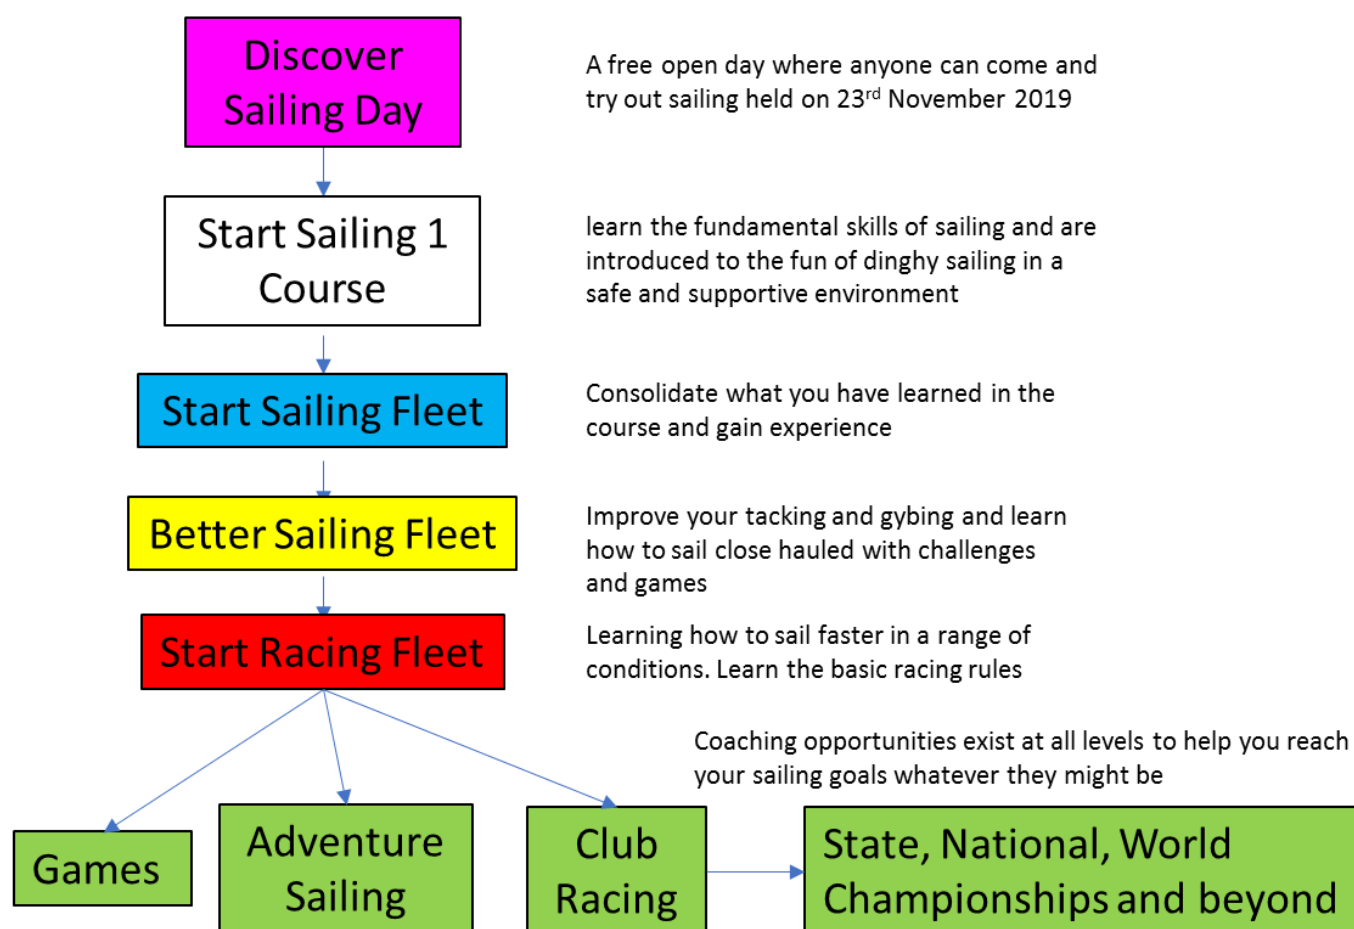 Discover
Sailing Day
A free open day where anyone can come and
try out sailing held on 23rd November 2019
Start Sailing 1
Course
learn the fundamental skills of sailing and are
introduced to the fun of dinghy sailing in a
safe and supportive environment
Start Sailing Fleet
Consolidate what you have learned in the
course and gain experience
Better Sailing Fleet
Improve your tacking and gybing and learn
how to sail close hauled with challenges
and games
Start Racing Fleet
Learning how to sail faster in a range of
conditions. Learn the basic racing rules
Coaching opportunities exist at all levels to help you reach
your sailing goals whatever they might be
Games
Adventure
Sailing
Club
Racing
State, National, World
Championships and beyond